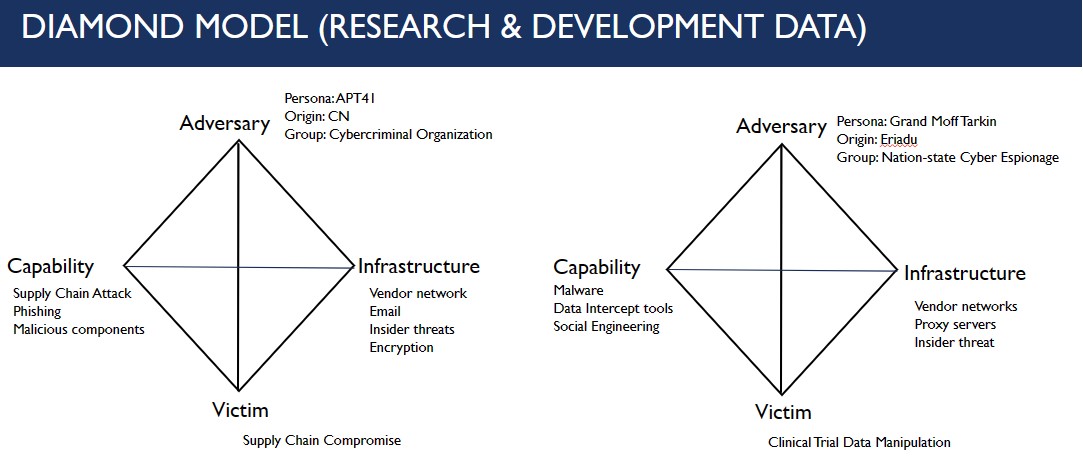 DIAMOND MODEL (RESEARCH & DEVELOPMENT DATA)
Adversary
Persona: APT41
Origin: CN
Group: Cybercriminal Organization
Capability
Supply Chain Attack
Phishing
Malicious components
Infrastructure
Vendor network
Email
Insider threats
Encryption
Victim
Supply Chain Compromise
Adversary
Persona: Grand Moff Tarkin
Origin: Eriadu
Group: Nation-state Cyber Espionage
Capability
Malware
Data Intercept tools
Social Engineering
Infrastructure
Vendor networks
Proxy servers
Insider threat
Victim
Clinical Trial Data Manipulation